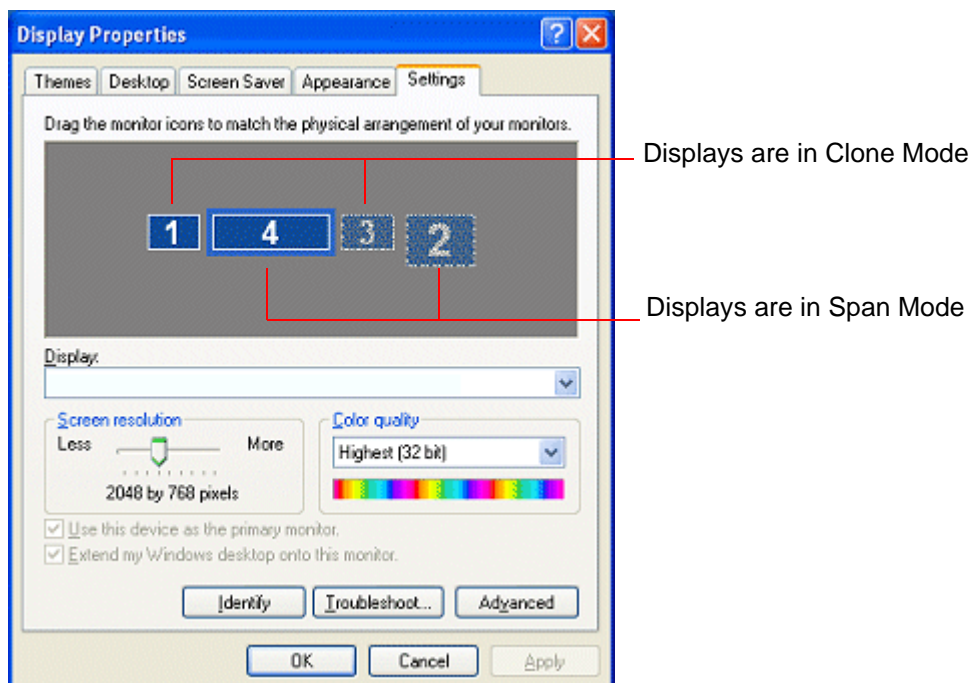 Display Properties
Themes Desktop Screen Saver Appearance Settings
Drag the monitor icons to match the physical arrangement of your monitors.
Displays are in Clone Mode
1 4 3 2
Displays are in Span Mode
Display:
Screen resolution
Less More
2048 by 768 pixels
Color quality
Highest (32 bit)
Use this device as the primary monitor.
Extend my Windows desktop onto this monitor.
Identify Troubleshoot... Advanced
OK Cancel Apply